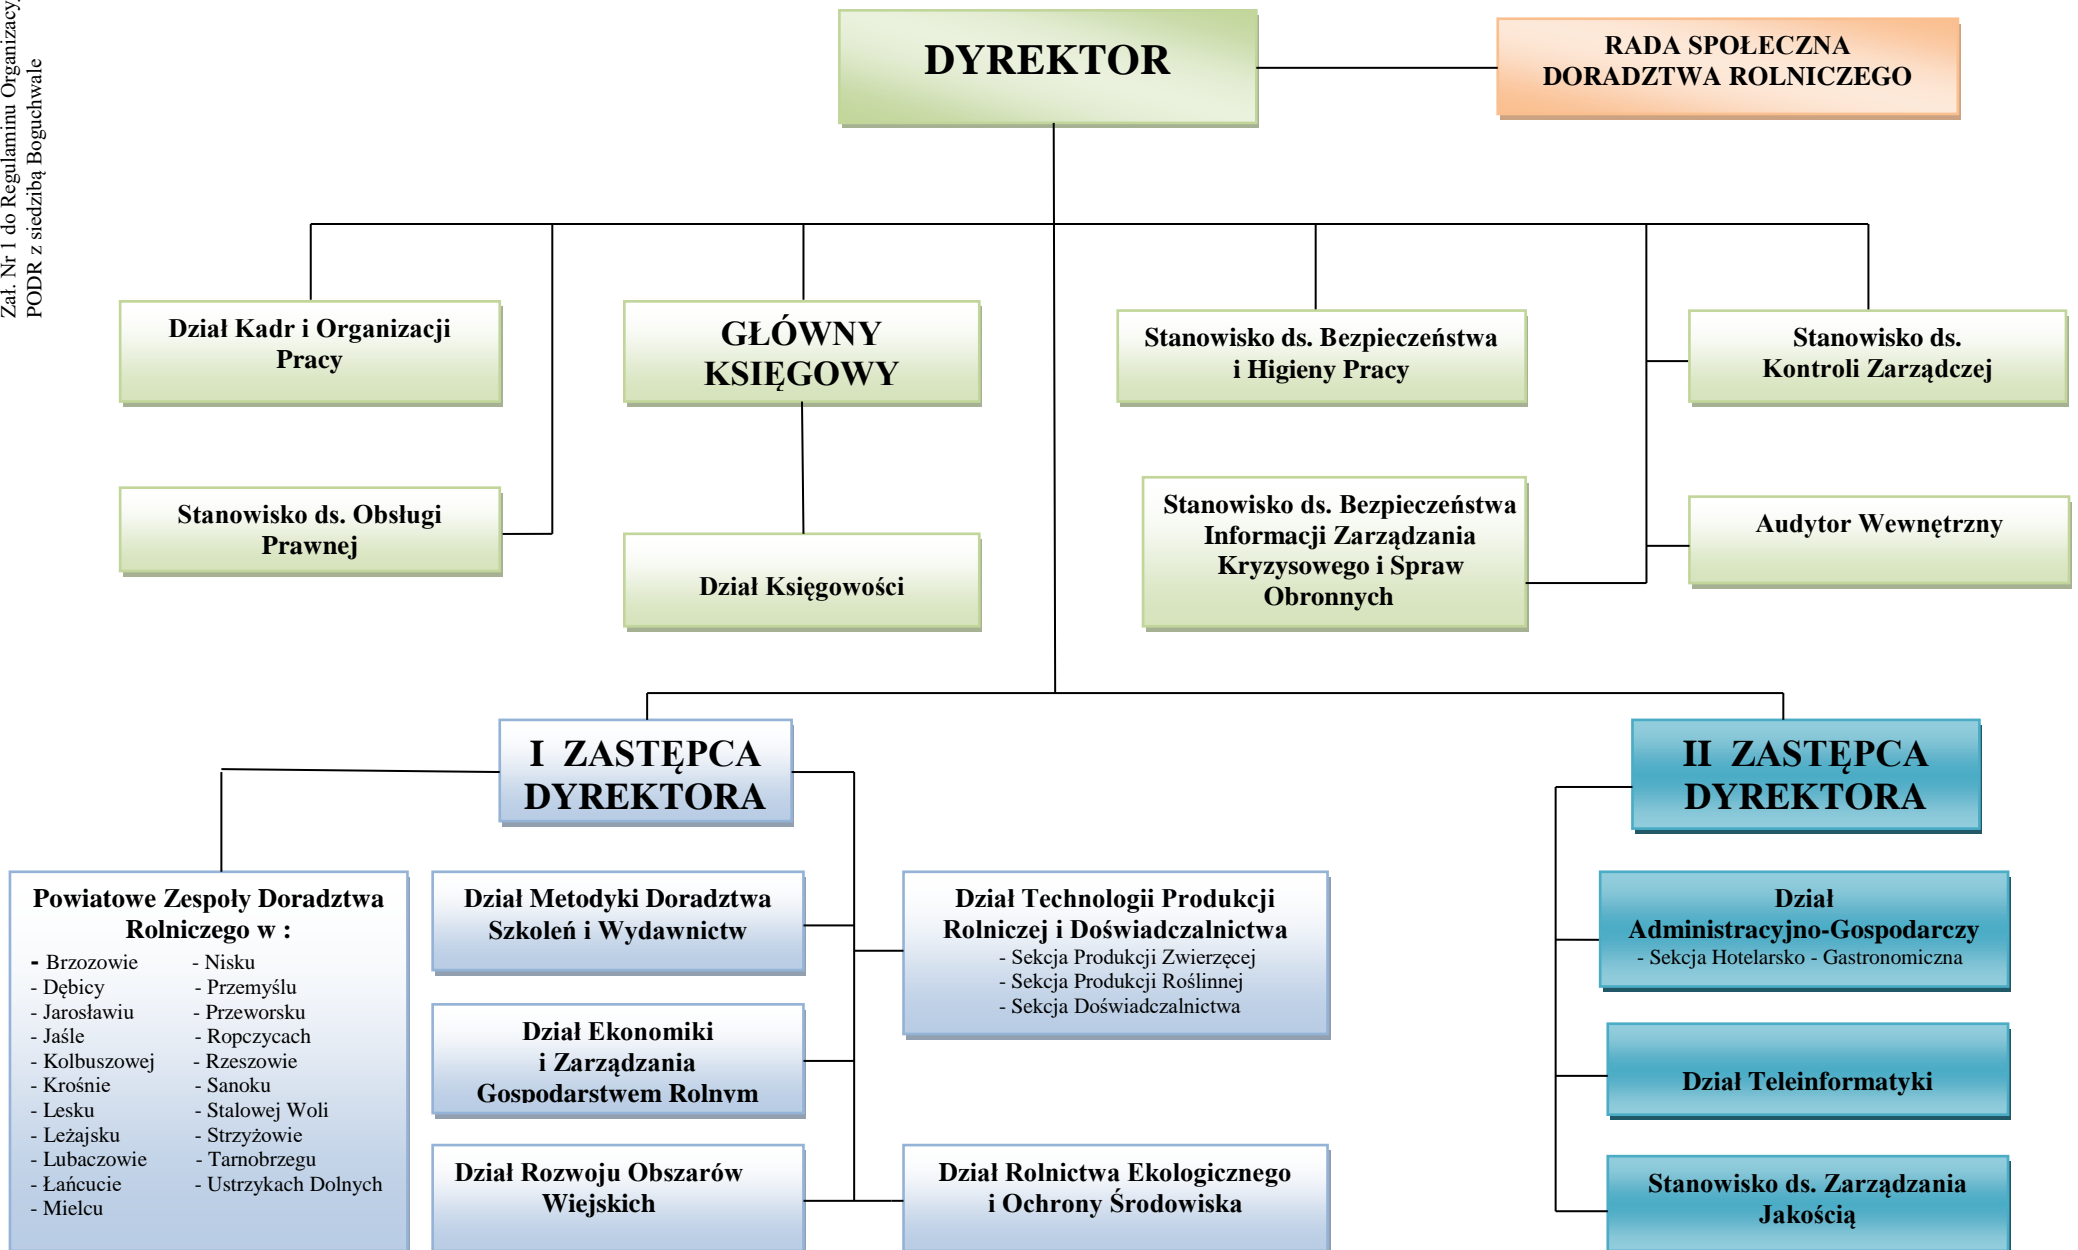 Zał. Nr 1 do Regulaminu
PODR z siedzibą Boguchwale
DYREKTOR
RADA SPOŁECZNA
DORADZTWA ROLNICZEGO
Dział Kadr i Organizacji
Pracy
GŁÓWNY
KSIĘGOWY
Stanowisko ds. Bezpieczeństwa
i Higieny Pracy
Stanowisko ds.
Kontroli Zarządczej
Stanowisko ds. Obsługi
Prawnej
Dział Księgowości
Stanowisko ds. Bezpieczeństwa
Informacji Zarządzania
Kryzysowego i Spraw
Obronnych
Audytor Wewnętrzny
I ZASTĘPCA
DYREKTORA
II ZASTĘPCA
DYREKTORA
Powiatowe Zespoły Doradztwa
Rolniczego w :
- Brzozowie - Nisku
- Dębicy - Przemyślu
- Jarosławiu - Przeworsku
- Jaśle - Ropczycach
- Kolbuszowej - Rzeszowie
- Krośnie - Sanoku
- Lesku - Stalowej Woli
- Leżajsku - Strzyżowie
- Lubaczowie - Tarnobrzegu
- Łańcucie - Ustrzykach Dolnych
- Mielcu
Dział Metodyki Doradztwa
Szkoleń i Wydawnictw
Dział Ekonomiki
i Zarządzania
Gospodarstwem Rolnym
Dział Rozwoju Obszarów
Wiejskich
Dział Technologii Produkcji
Rolniczej i Doświadczalnictwa
- Sekcja Produkcji Zwierzęcej
- Sekcja Produkcji Roślinnej
- Sekcja Doświadczalnictwa
Dział Rolnictwa Ekologicznego
i Ochrony Środowiska
Dział
Administracyjno-Gospodarczy
- Sekcja Hotelarsko - Gastronomiczna
Dział Teleinformatyki
Stanowisko ds. Zarządzania
Jakością